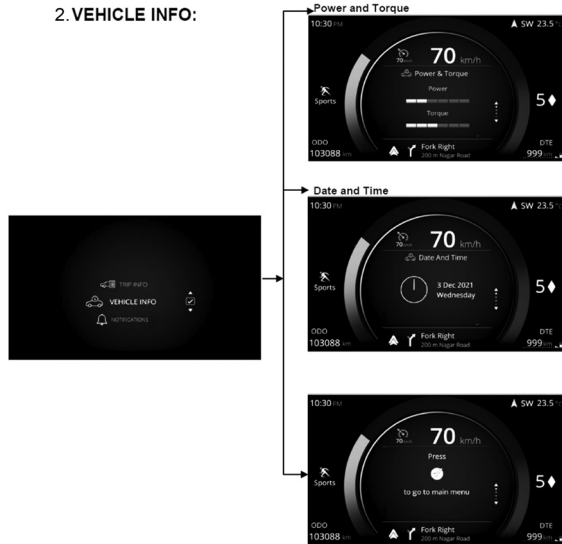 2. VEHICLE INFO:
Power and Torque
10:30 PM
SW 23.5
70 km/h
70
Power & Torque
Power
Torque
Sports
5
ODO
103088 km
Fork Right
200 m Nagar Road
DTE
999 km
Date and Time
10:30 PM
SW 23.5
70 km/h
70
Date And Time
3 Dec 2021
Wednesday
Sports
5
ODO
103088 km
Fork Right
200 m Nagar Road
DTE
999 km
TRIP INFO
VEHICLE INFO
NOTIFICATIONS
10:30 PM
SW 23.5
70 km/h
70
Press
to go to main menu
Sports
5
ODO
103088 km
Fork Right
200 m Nagar Road
DTE
999 km